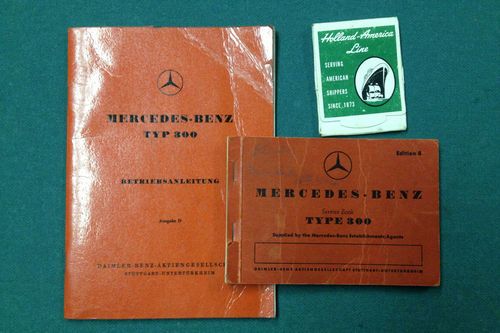 MERCEDES-BENZ
TYP 300
BETRIEBSANLEITUNG
Ausgabe D
DAIMLER-BENZ-AKTIENGESELLSCH
STUTTGART-UNTERTÜRKHEIM
Holland-America
Line
SERVING
AMERICAN
SHIPPERS
SINCE 1873
Edition B
MERCEDES-BENZ
Service Book
TYPE 300
Supplied by the Mercedes-Benz Establishments/Agents
DAIMLER-BENZ AKTIENGESELLSCHAFT STUTTGART-UNTERTÜRKHEIM